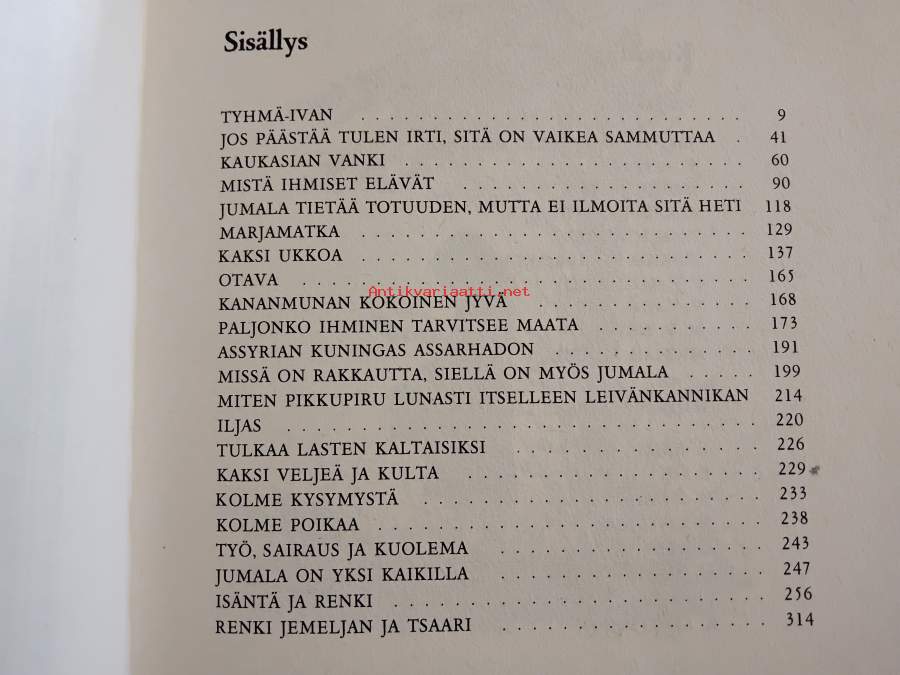 Sisällys
TYHMÄ-IVAN . . . . . . . . . . . . . . . . . . . . . . 9
JOS PÄÄSTÄÄ TULEN IRTI, SITÄ ON VAIKEA SAMMUTTAA . 41
KAUKASIAN VANKI . . . . . . . . . . . . . . . . . . . 60
MISTÄ IHMISET ELÄVÄT . . . . . . . . . . . . . . . . 90
JUMALA TIETÄÄ TOTUUDEN, MUTTA EI ILMOITA SITÄ HETI 118
MARJAMATKA . . . . . . . . . . . . . . . . . . . . . . 129
KAKSI UKKOA . . . . . . . . . . . . . . . . . . . . . . 137
OTAVA . . . . . . . . . . . . . . . . . . . . . . . . . 165
Antikvariaatti.net
KANANMUNAN KOKOINEN JYVÄ . . . . . . . . . . . . 168
PALJONKO IHMINEN TARVITSEE MAATA . . . . . . . . 173
ASSYRIAN KUNINGAS ASSARHADON . . . . . . . . . . 191
MISSÄ ON RAKKAUTTA, SIELLÄ ON MYÖS JUMALA . . . . . 199
MITEN PIKKUPIRU LUNASTI ITSELLEEN LEIVÄNKANNIKAN 214
ILJAS . . . . . . . . . . . . . . . . . . . . . . . . . . 220
TULKAA LASTEN KALTAISIKSI . . . . . . . . . . . . 226
KAKSI VELJEÄ JA KULTA . . . . . . . . . . . . . . . 229
KOLME KYSYMYSTÄ . . . . . . . . . . . . . . . . . . 233
KOLME POIKAA . . . . . . . . . . . . . . . . . . . . . 238
TYÖ, SAIRAUS JA KUOLEMA . . . . . . . . . . . . . . 243
JUMALA ON YKSI KAIKILLA . . . . . . . . . . . . . . 247
ISÄNTÄ JA RENKI . . . . . . . . . . . . . . . . . . . . 256
RENKI JEMELJAN JA TSAARI . . . . . . . . . . . . . . 314